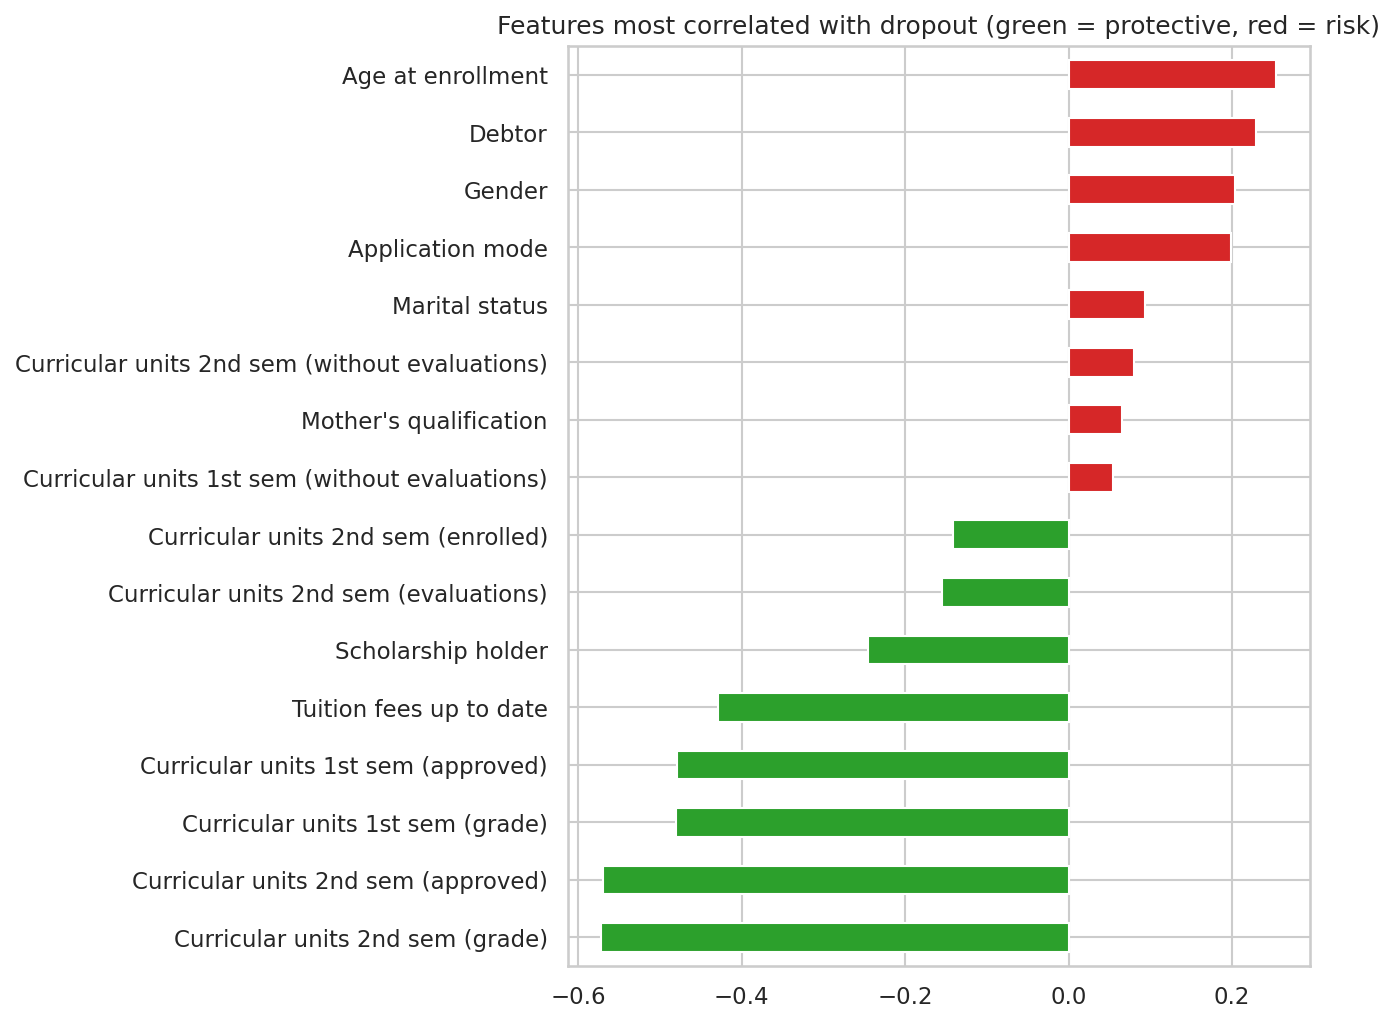 Features most correlated with dropout (green = protective, red = risk)
Age at enrollment
Debtor
Gender
Application mode
Marital status
Curricular units 2nd sem (without evaluations)
Mother's qualification
Curricular units 1st sem (without evaluations)
Curricular units 2nd sem (enrolled)
Curricular units 2nd sem (evaluations)
Scholarship holder
Tuition fees up to date
Curricular units 1st sem (approved)
Curricular units 1st sem (grade)
Curricular units 2nd sem (approved)
Curricular units 2nd sem (grade)
−0.6 −0.4 −0.2 0.0 0.2